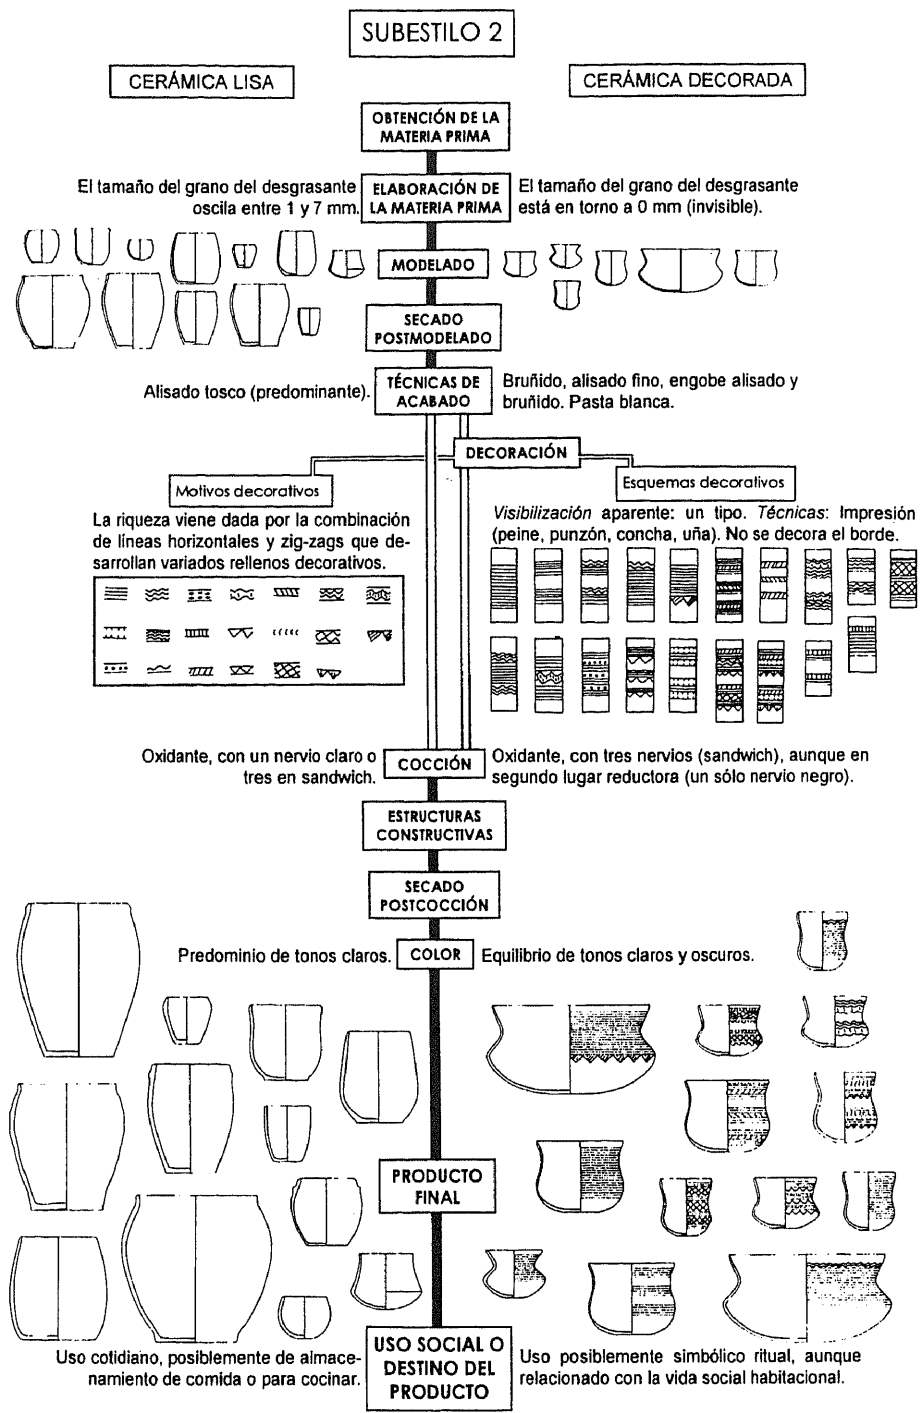 SUBESTILO 2
CERÁMICA LISA
CERÁMICA DECORADA
OBTENCIÓN DE LA
MATERIA PRIMA
El tamaño del grano del desgrasante
oscila entre 1 y 7 mm.
ELABORACIÓN DE
LA MATERIA PRIMA
El tamaño del grano del desgrasante
está en torno a 0 mm (invisible).
MODELADO
SECADO
POSTMODELADO
Alisado tosco (predominante).
TÉCNICAS DE
ACABADO
Bruñido, alisado fino, engobe alisado y
bruñido. Pasta blanca.
DECORACIÓN
Motivos decorativos
La riqueza viene dada por la combinación
de líneas horizontales y zig-zags que de-
sarrollan variados rellenos decorativos.
Esquemas decorativos
Visibilización aparente: un tipo. Técnicas: Impresión
(peine, punzón, concha, uña). No se decora el borde.
Oxidante, con un nervio claro o
tres en sandwich.
COCCIÓN
Oxidante, con tres nervios (sandwich), aunque en
segundo lugar reductora (un sólo nervio negro).
ESTRUCTURAS
CONSTRUCTIVAS
SECADO
POSTCOCCIÓN
Predominio de tonos claros.
COLOR
Equilibrio de tonos claros y oscuros.
PRODUCTO
FINAL
Uso cotidiano, posiblemente de almace-
namiento de comida o para cocinar.
USO SOCIAL O
DESTINO DEL
PRODUCTO
Uso posiblemente simbólico ritual, aunque
relacionado con la vida social habitacional.